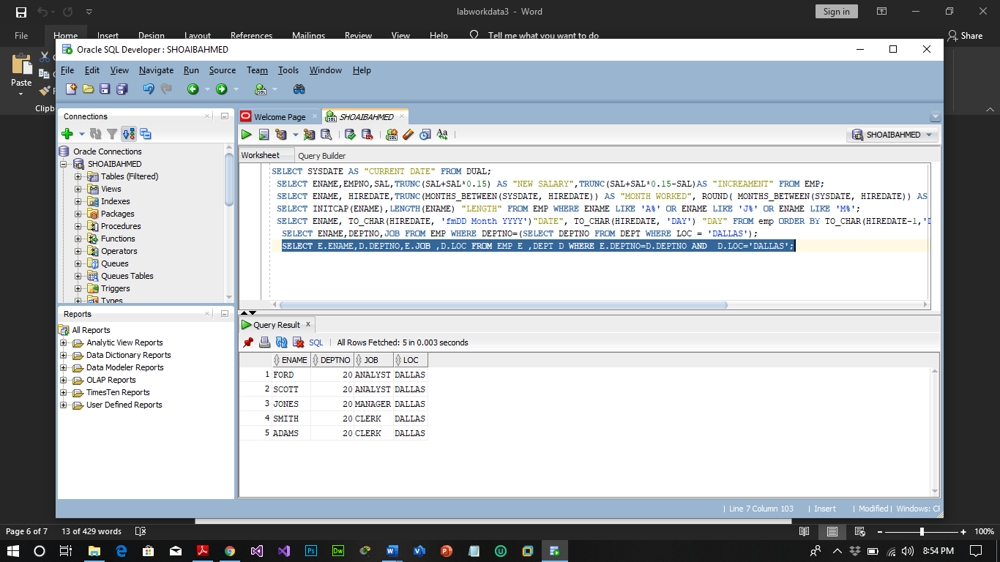 labworkdata3 - Word
Sign in
File Home Insert Design Layout References Mailings Review View Help Tell me what you want to do Share
Paste
Clipb
Oracle SQL Developer : SHOAIBAHMED
File Edit View Navigate Run Source Team Tools Window Help
Connections
Oracle Connections
SHOAIBAHMED
Tables (Filtered)
Views
Indexes
Packages
Procedures
Functions
Operators
Queues
Queues Tables
Triggers
Types
Reports
All Reports
Analytic View Reports
Data Dictionary Reports
Data Modeler Reports
OLAP Reports
TimesTen Reports
User Defined Reports
Welcome Page SHOAIBAHMED
SHOAIBAHMED
Worksheet Query Builder
SELECT SYSDATE AS "CURRENT DATE" FROM DUAL;
SELECT ENAME,EMPNO,SAL,TRUNC(SAL+SAL*0.15) AS "NEW SALARY",TRUNC(SAL+SAL*0.15-SAL)AS "INCREAMENT" FROM EMP;
SELECT ENAME, HIREDATE,TRUNC(MONTHS_BETWEEN(SYSDATE, HIREDATE)) AS "MONTH WORKED", ROUND( MONTHS_BETWEEN(SYSDATE, HIREDATE)) AS
SELECT INITCAP(ENAME),LENGTH(ENAME) "LENGTH" FROM EMP WHERE ENAME LIKE 'A%' OR ENAME LIKE 'J%' OR ENAME LIKE 'M%';
SELECT ENAME, TO_CHAR(HIREDATE, 'fmDD Month YYYY')"DATE", TO_CHAR(HIREDATE, 'DAY') "DAY" FROM emp ORDER BY TO_CHAR(HIREDATE-1,'D
SELECT ENAME,DEPTNO,JOB FROM EMP WHERE DEPTNO=(SELECT DEPTNO FROM DEPT WHERE LOC = 'DALLAS');
SELECT E.ENAME,D.DEPTNO,E.JOB ,D.LOC FROM EMP E ,DEPT D WHERE E.DEPTNO=D.DEPTNO AND D.LOC='DALLAS';
Query Result
SQL | All Rows Fetched: 5 in 0.003 seconds
ENAME DEPTNO JOB LOC
1 FORD 20 ANALYST DALLAS
2 SCOTT 20 ANALYST DALLAS
3 JONES 20 MANAGER DALLAS
4 SMITH 20 CLERK DALLAS
5 ADAMS 20 CLERK DALLAS
| Line 7 Column 103 | Insert | Modified | Windows: CF
Page 6 of 7 13 of 429 words
100%
8:54 PM